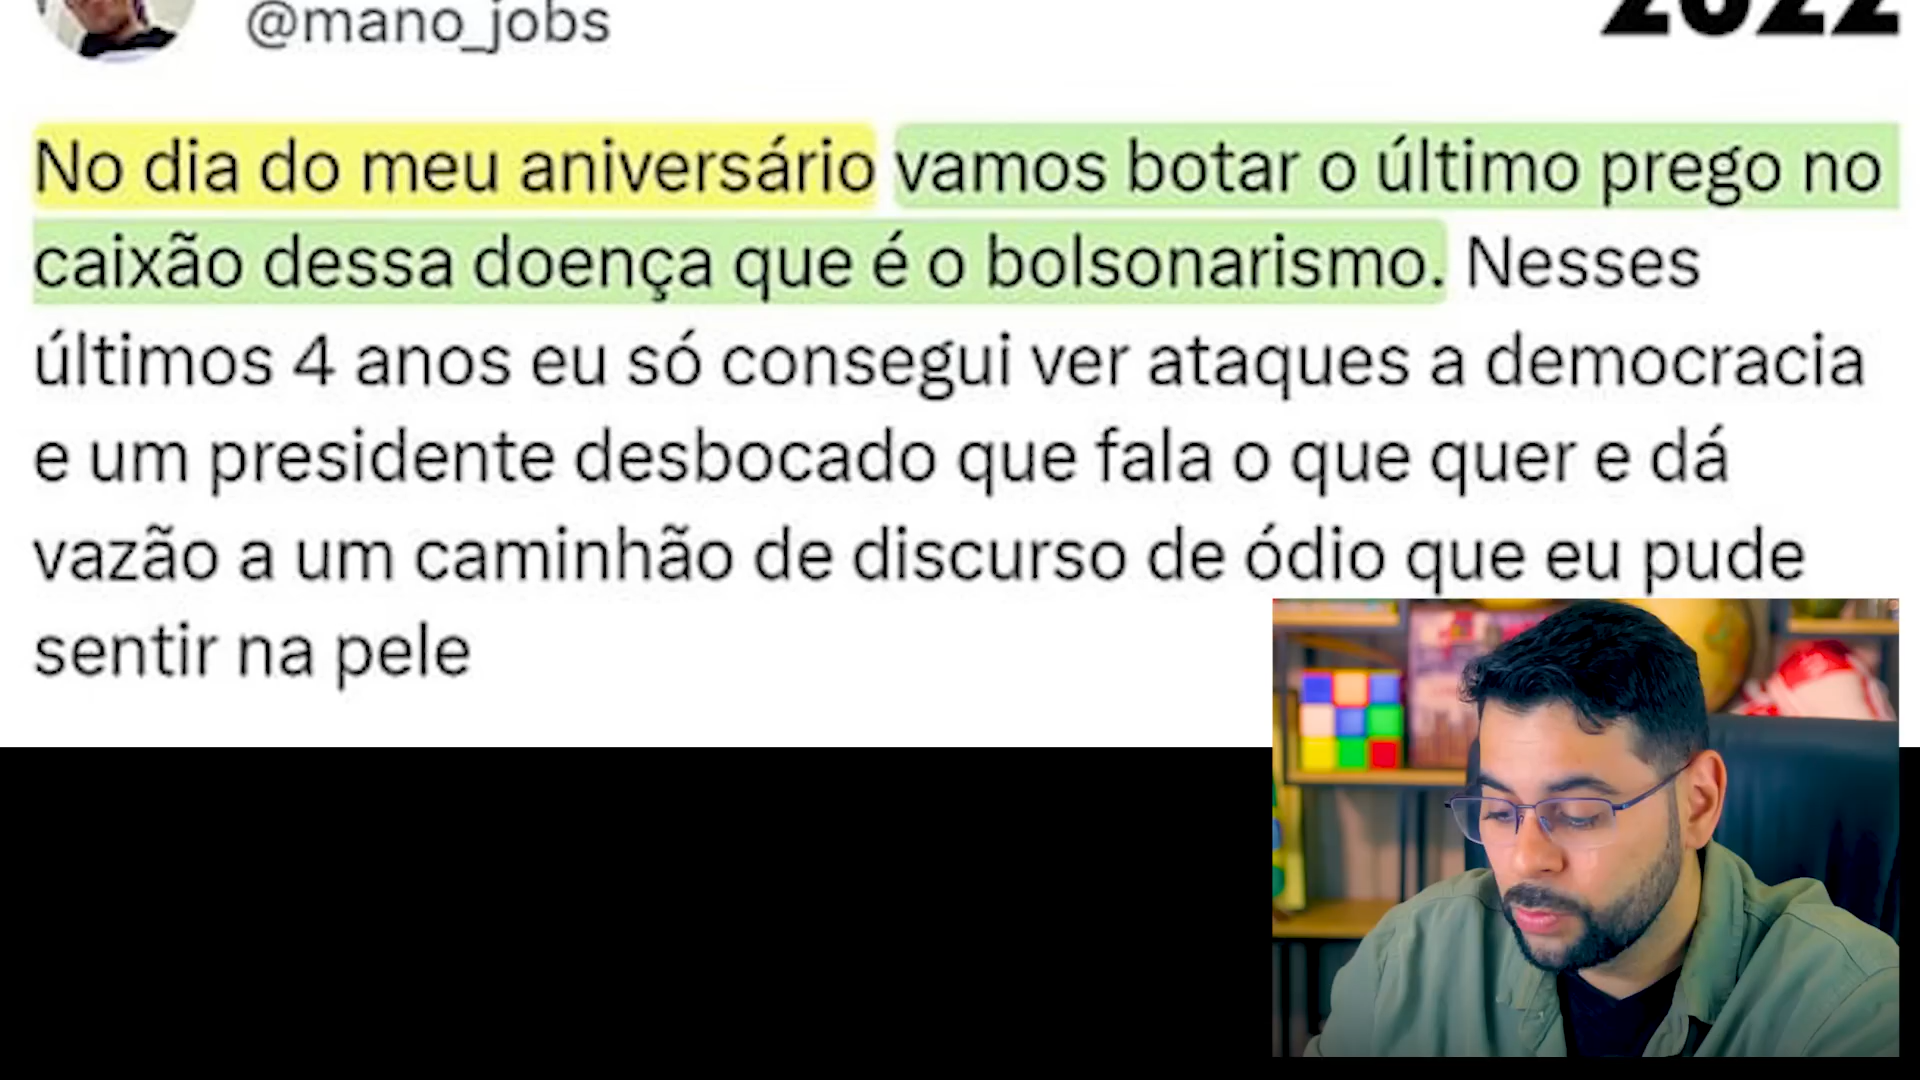 @mano_jobs
2022
No dia do meu aniversário vamos botar o último prego no
caixão dessa doença que é o bolsonarismo. Nesses
últimos 4 anos eu só consegui ver ataques a democracia
e um presidente desbocado que fala o que quer e dá
vazão a um caminhão de discurso de ódio que eu pude
sentir na pele